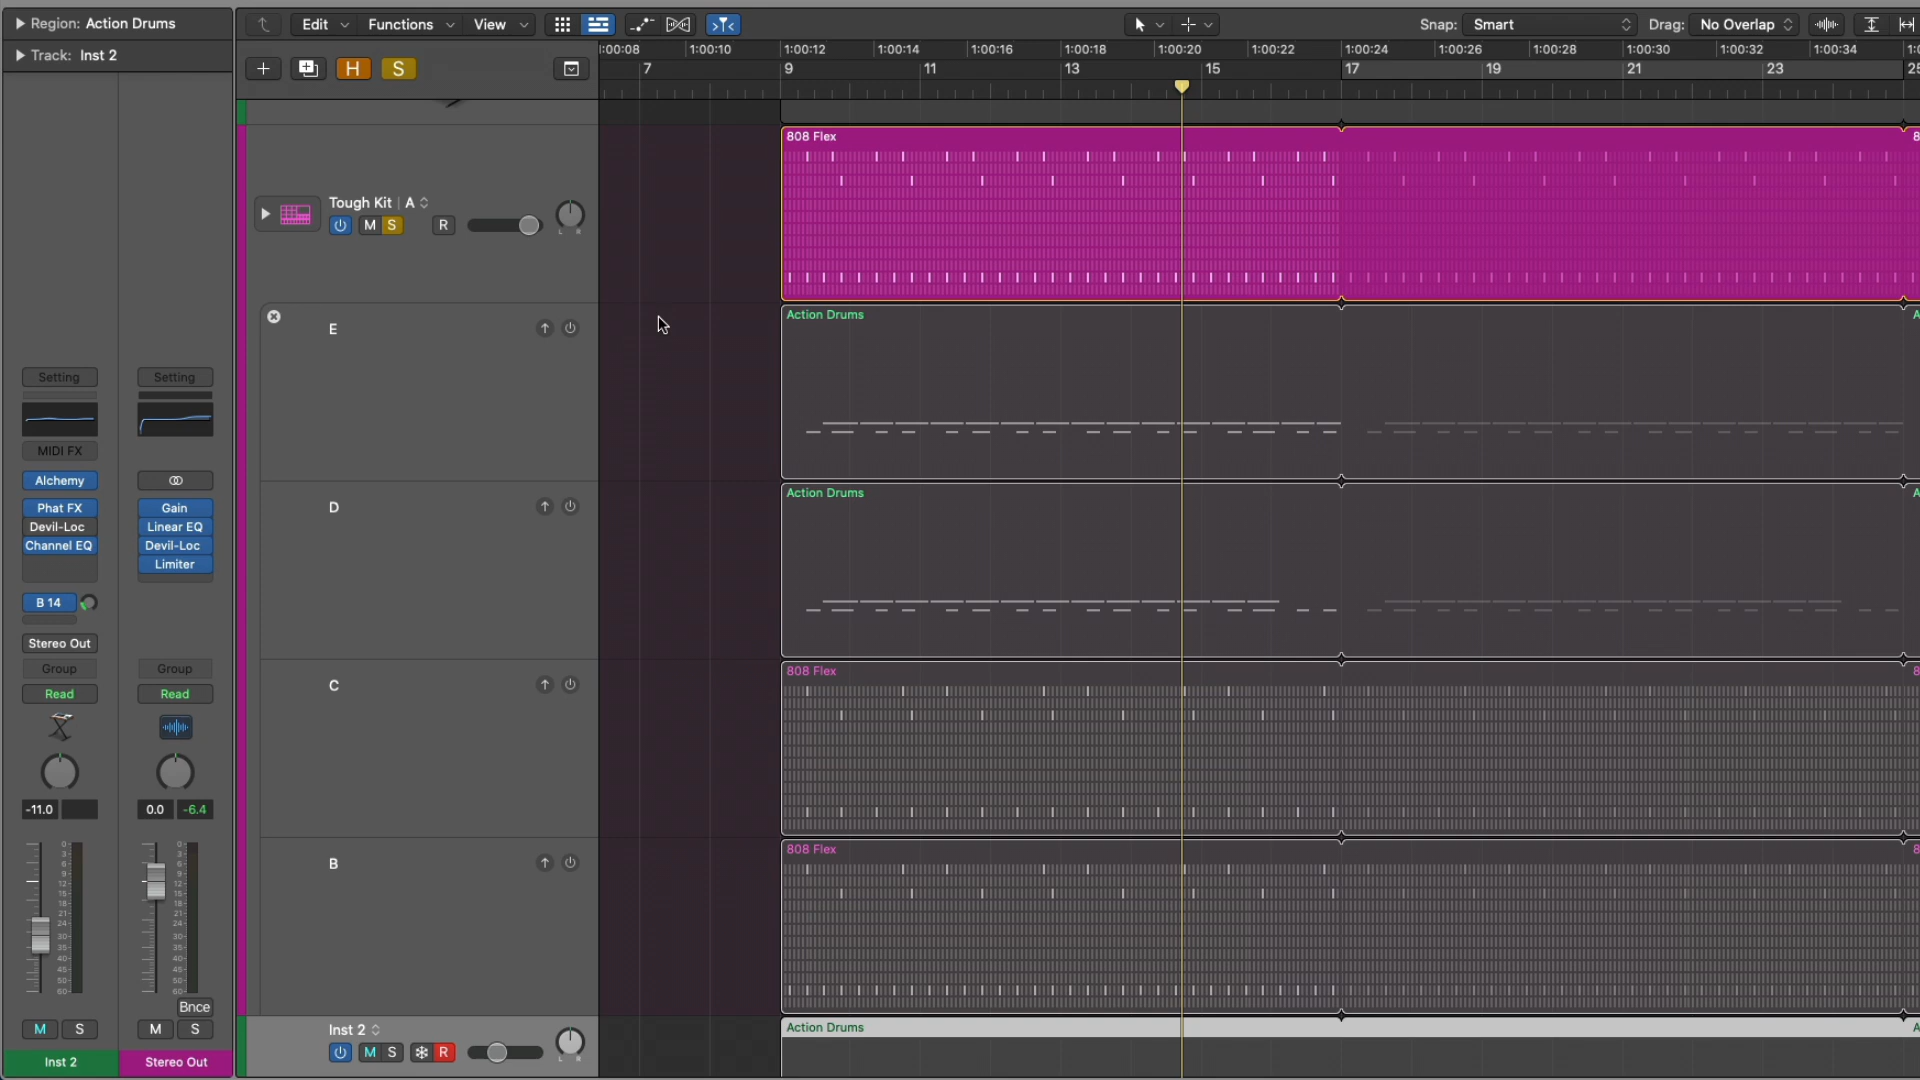 Region: Action Drums
Track: Inst 2
Edit
Functions
View
Snap: Smart
Drag: No Overlap
H
S
1:00:10
1:00:12
1:00:14
1:00:16
1:00:18
1:00:20
1:00:22
1:00:24
1:00:26
1:00:28
1:00:30
1:00:32
1:00:34
7
9
11
13
15
17
19
21
23
Tough Kit | A
M S
R
L R
808 Flex
E
Action Drums
D
Action Drums
C
808 Flex
B
808 Flex
Inst 2
M S
R
L R
Action Drums
Setting
Setting
MIDI FX
Alchemy
Phat FX
Gain
Devil-Loc
Linear EQ
Channel EQ
Devil-Loc
Limiter
B 14
Stereo Out
Group
Group
Read
Read
-11.0
0.0
-6.4
Bnce
M
S
M
S
Inst 2
Stereo Out